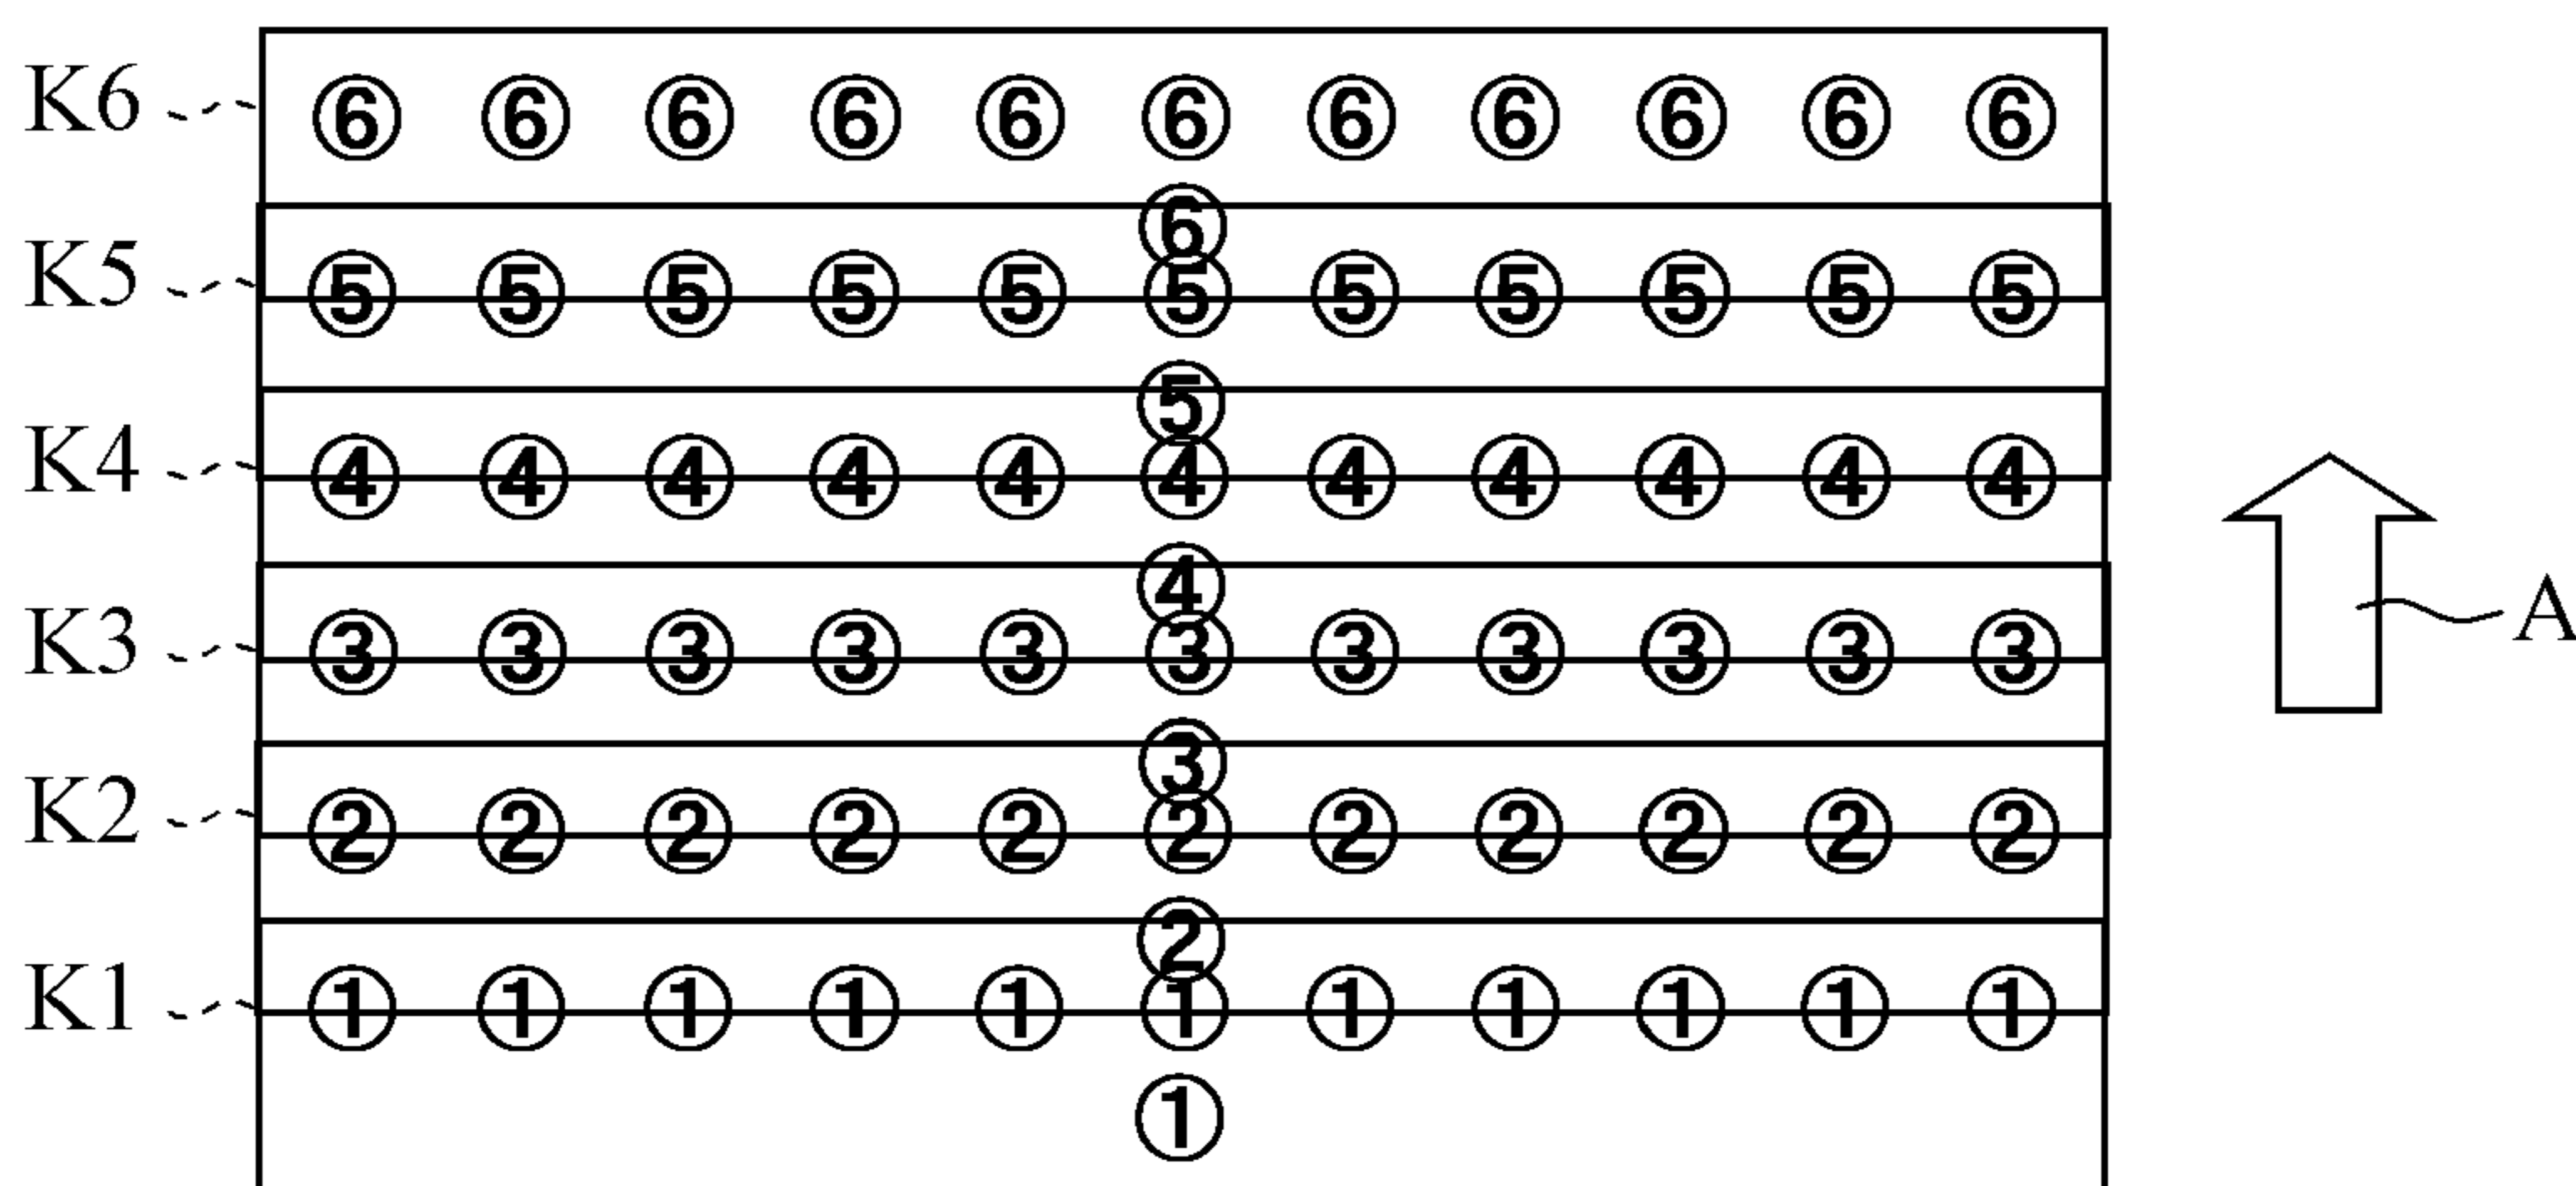 K6 ⑥ ⑥ ⑥ ⑥ ⑥ ⑥ ⑥ ⑥ ⑥ ⑥ ⑥
⑥
K5 ⑤ ⑤ ⑤ ⑤ ⑤ ⑤ ⑤ ⑤ ⑤ ⑤ ⑤
⑤
K4 ④ ④ ④ ④ ④ ④ ④ ④ ④ ④ ④
④
A
K3 ③ ③ ③ ③ ③ ③ ③ ③ ③ ③ ③
③
K2 ② ② ② ② ② ② ② ② ② ② ②
②
K1 ① ① ① ① ① ① ① ① ① ① ①
①